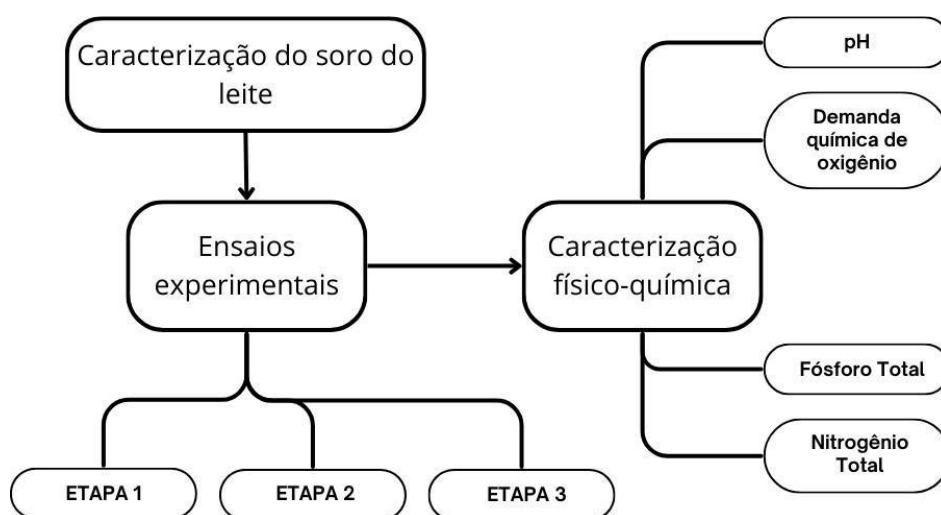 Caracterização do soro do
leite
Ensaios
experimentais
Caracterização
físico-química
pH
Demanda
química de
oxigênio
Fósforo Total
Nitrogênio
Total
ETAPA 1
ETAPA 2
ETAPA 3